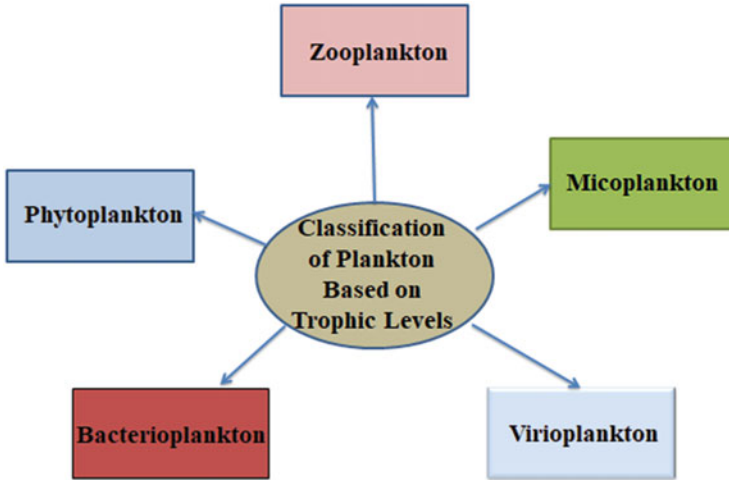 Zooplankton
Micoplankton
Phytoplankton
Classification
of Plankton
Based on
Trophic Levels
Bacterioplankton
Virioplankton